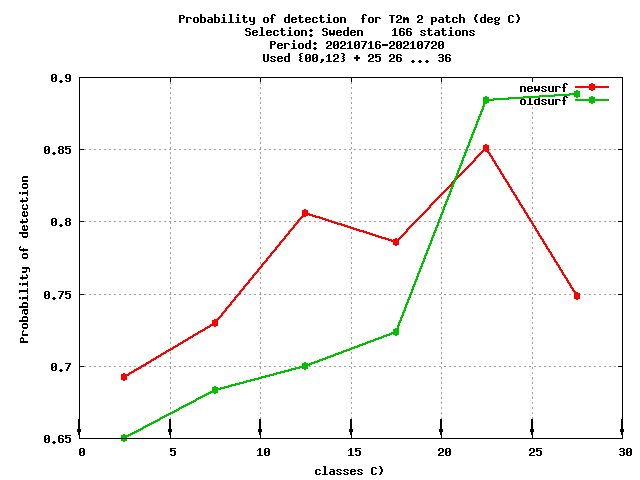 Probability of detection  for T2m 2 patch (deg C)
Selection: Sweden    166 stations
Period: 20210716-20210720
Used {00,12} + 25 26 ... 36
0.9
0.85
0.8
0.75
0.7
0.65
Probability of detection
newsurf
oldsurf
0 5 10 15 20 25 30
classes C)